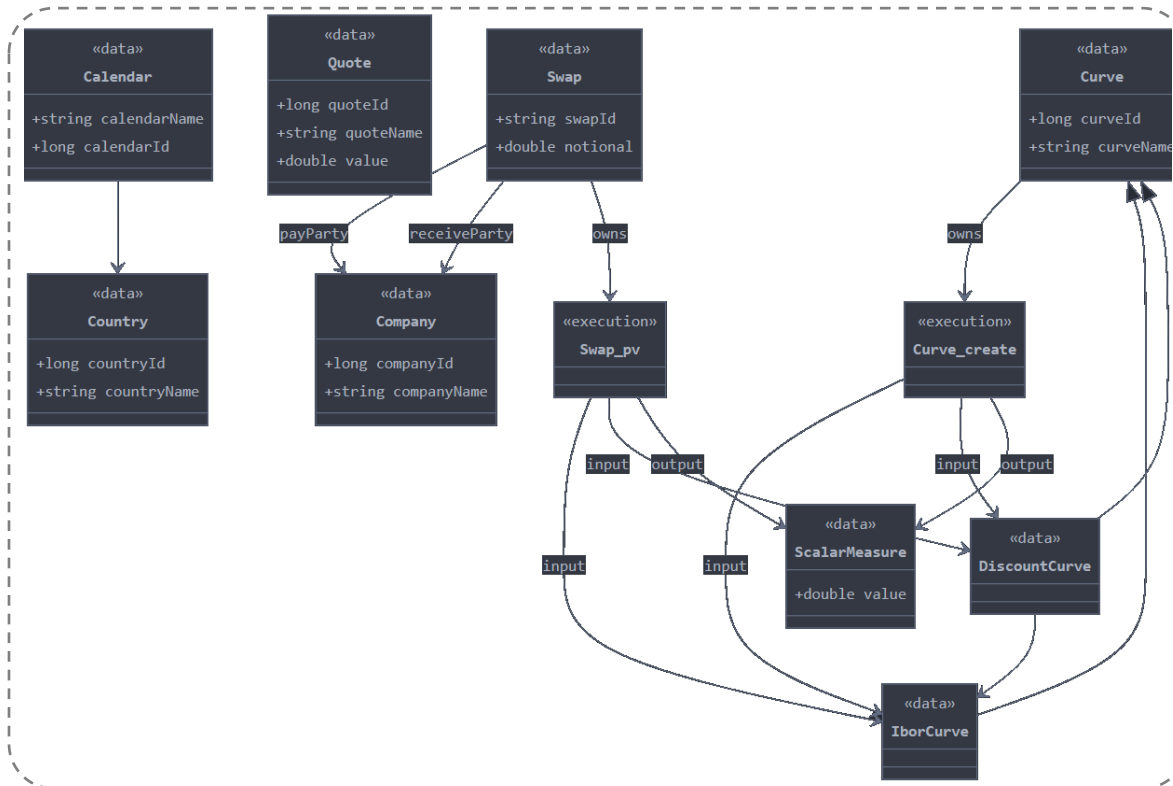 «data»
Calendar
+string calendarName
+long calendarId
«data»
Quote
+long quoteId
+string quoteName
+double value
«data»
Swap
+string swapId
+double notional
«data»
Curve
+long curveId
+string curveName
payParty
receiveParty
owns
owns
«data»
Country
+long countryId
+string countryName
«data»
Company
+long companyId
+string companyName
«execution»
Swap_pv
«execution»
Curve_create
input
output
input
output
input
input
«data»
ScalarMeasure
+double value
«data»
DiscountCurve
«data»
IborCurve